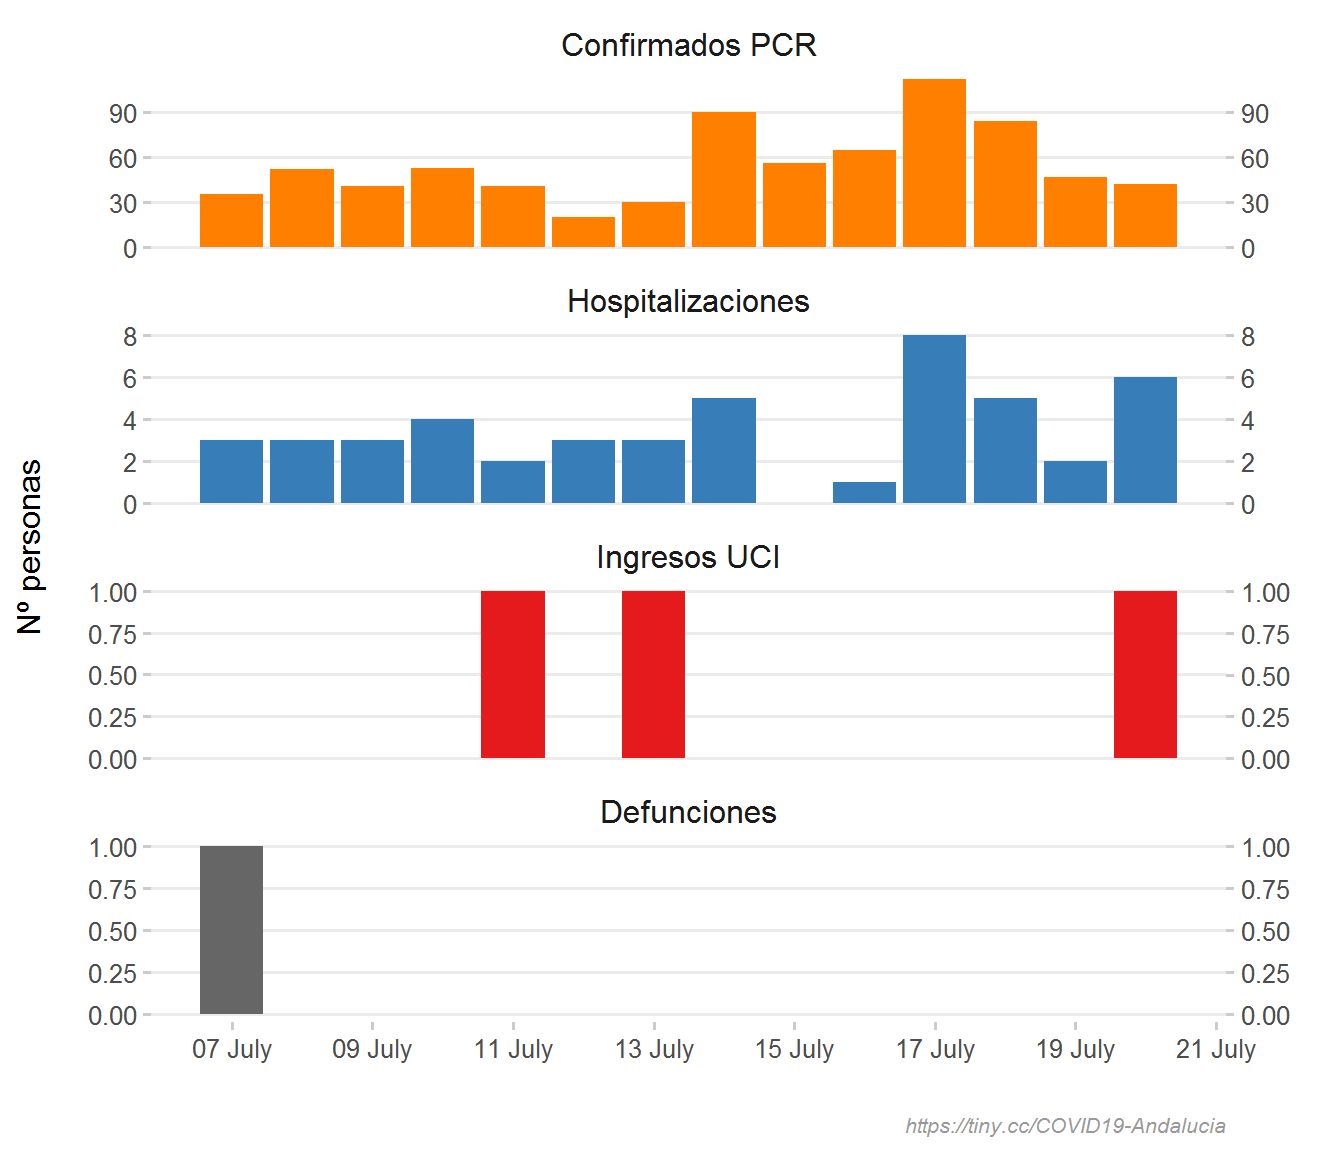 Confirmados PCR
90 90
60 60
30 30
0 0
Hospitalizaciones
8 8
6 6
4 4
2 2
0 0
Nº personas
Ingresos UCI
1.00 1.00
0.75 0.75
0.50 0.50
0.25 0.25
0.00 0.00
Defunciones
1.00 1.00
0.75 0.75
0.50 0.50
0.25 0.25
0.00 0.00
07 July 09 July 11 July 13 July 15 July 17 July 19 July 21 July
https://tiny.cc/COVID19-Andalucia